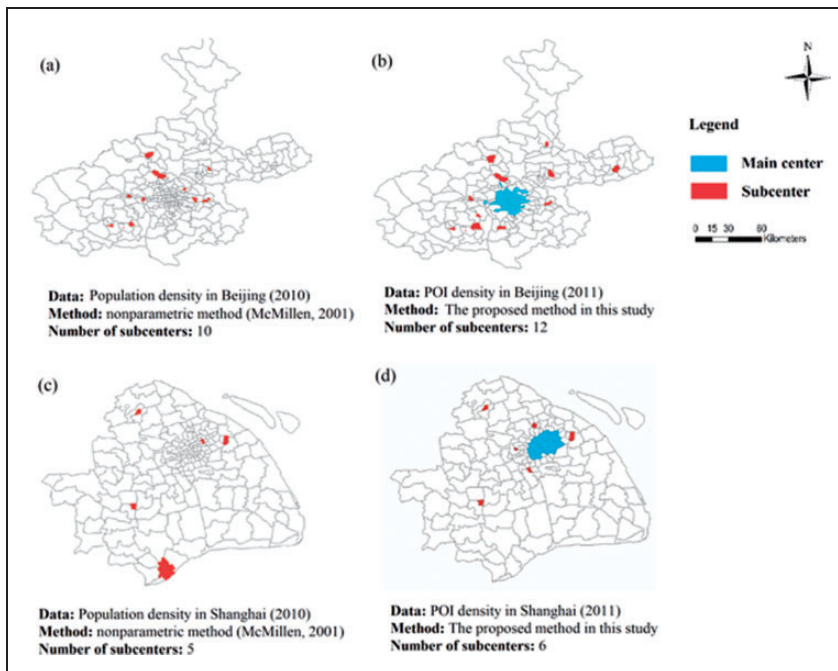 (a)
(b)
N
Legend
Main center
Subcenter
0 15 30 60
Kilometers
Data: Population density in Beijing (2010)
Method: nonparametric method (McMillen, 2001)
Number of subcenters: 10
Data: POI density in Beijing (2011)
Method: The proposed method in this study
Number of subcenters: 12
(c)
(d)
Data: Population density in Shanghai (2010)
Method: nonparametric method (McMillen, 2001)
Number of subcenters: 5
Data: POI density in Shanghai (2011)
Method: The proposed method in this study
Number of subcenters: 6